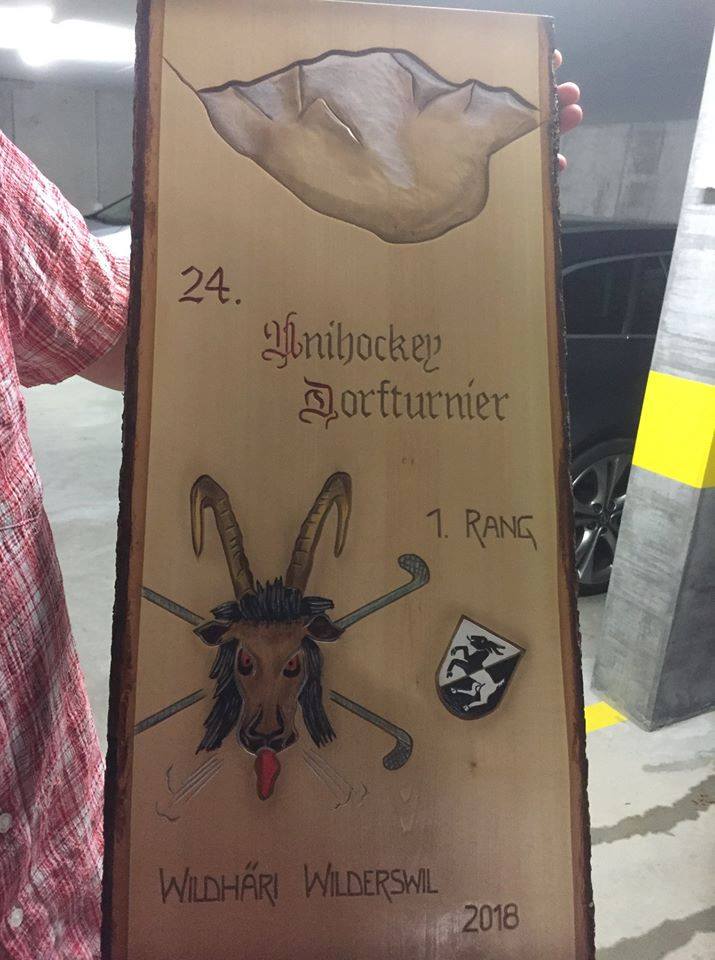 24.
Unihockey
Dorfturnier
1. RANG
WILDHÄRI WILDERSWIL
2018